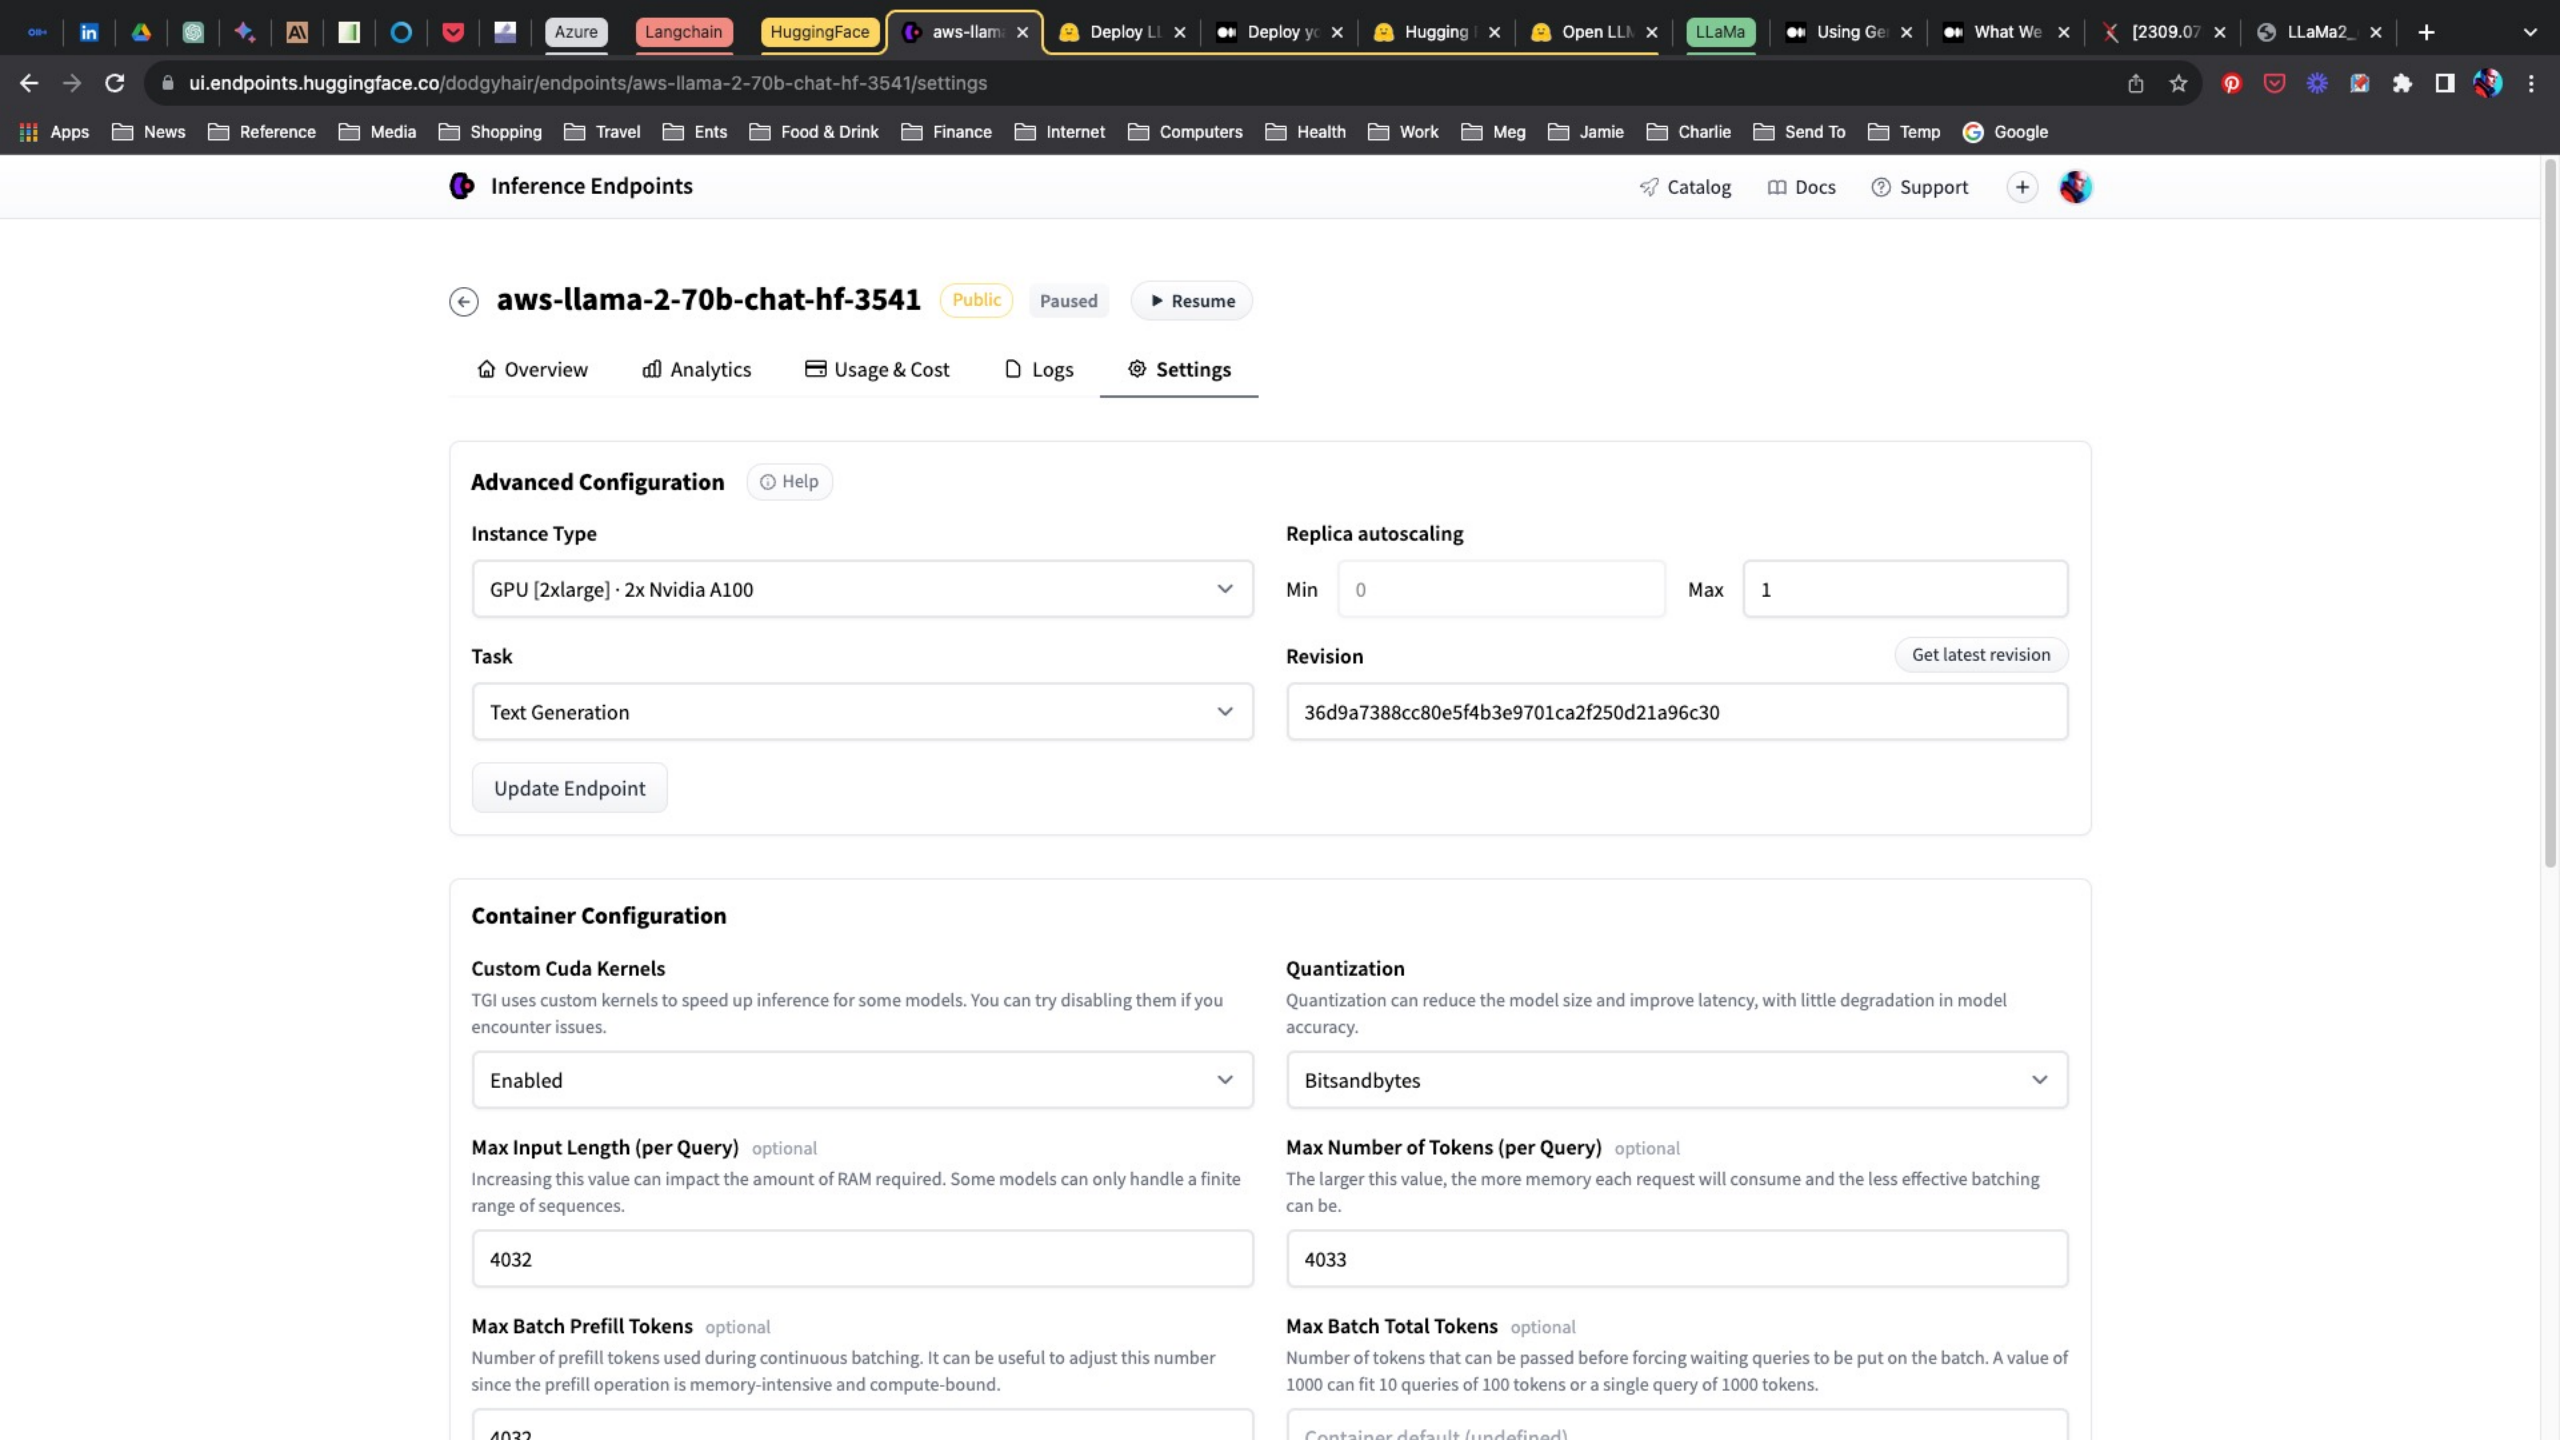 Azure
Langchain
HuggingFace
aws-llam
Deploy LL
Deploy yo
Hugging
Open LLM
LLaMa
Using Ge
What We
[2309.07
LLaMa2_
ui.endpoints.huggingface.co/dodgyhair/endpoints/aws-llama-2-70b-chat-hf-3541/settings
Apps News Reference Media Shopping Travel Ents Food & Drink Finance Internet Computers Health Work Meg Jamie Charlie Send To Temp Google
Inference Endpoints
Catalog Docs Support
aws-llama-2-70b-chat-hf-3541 Public Paused Resume
Overview Analytics Usage & Cost Logs Settings
Advanced Configuration Help
Instance Type
GPU [2xlarge] · 2x Nvidia A100
Replica autoscaling
Min 0 Max 1
Task
Text Generation
Revision Get latest revision
36d9a7388cc80e5f4b3e9701ca2f250d21a96c30
Update Endpoint
Container Configuration
Custom Cuda Kernels
TGI uses custom kernels to speed up inference for some models. You can try disabling them if you
encounter issues.
Enabled
Quantization
Quantization can reduce the model size and improve latency, with little degradation in model
accuracy.
Bitsandbytes
Max Input Length (per Query) optional
Increasing this value can impact the amount of RAM required. Some models can only handle a finite
range of sequences.
4032
Max Number of Tokens (per Query) optional
The larger this value, the more memory each request will consume and the less effective batching
can be.
4033
Max Batch Prefill Tokens optional
Number of prefill tokens used during continuous batching. It can be useful to adjust this number
since the prefill operation is memory-intensive and compute-bound.
4032
Max Batch Total Tokens optional
Number of tokens that can be passed before forcing waiting queries to be put on the batch. A value of
1000 can fit 10 queries of 100 tokens or a single query of 1000 tokens.
Container default (undefined)